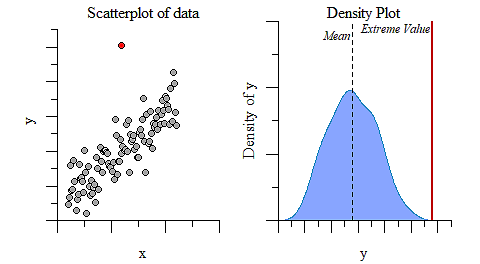 Scatterplot of data
y
x
Density Plot
Mean
Extreme Value
Density of y
y